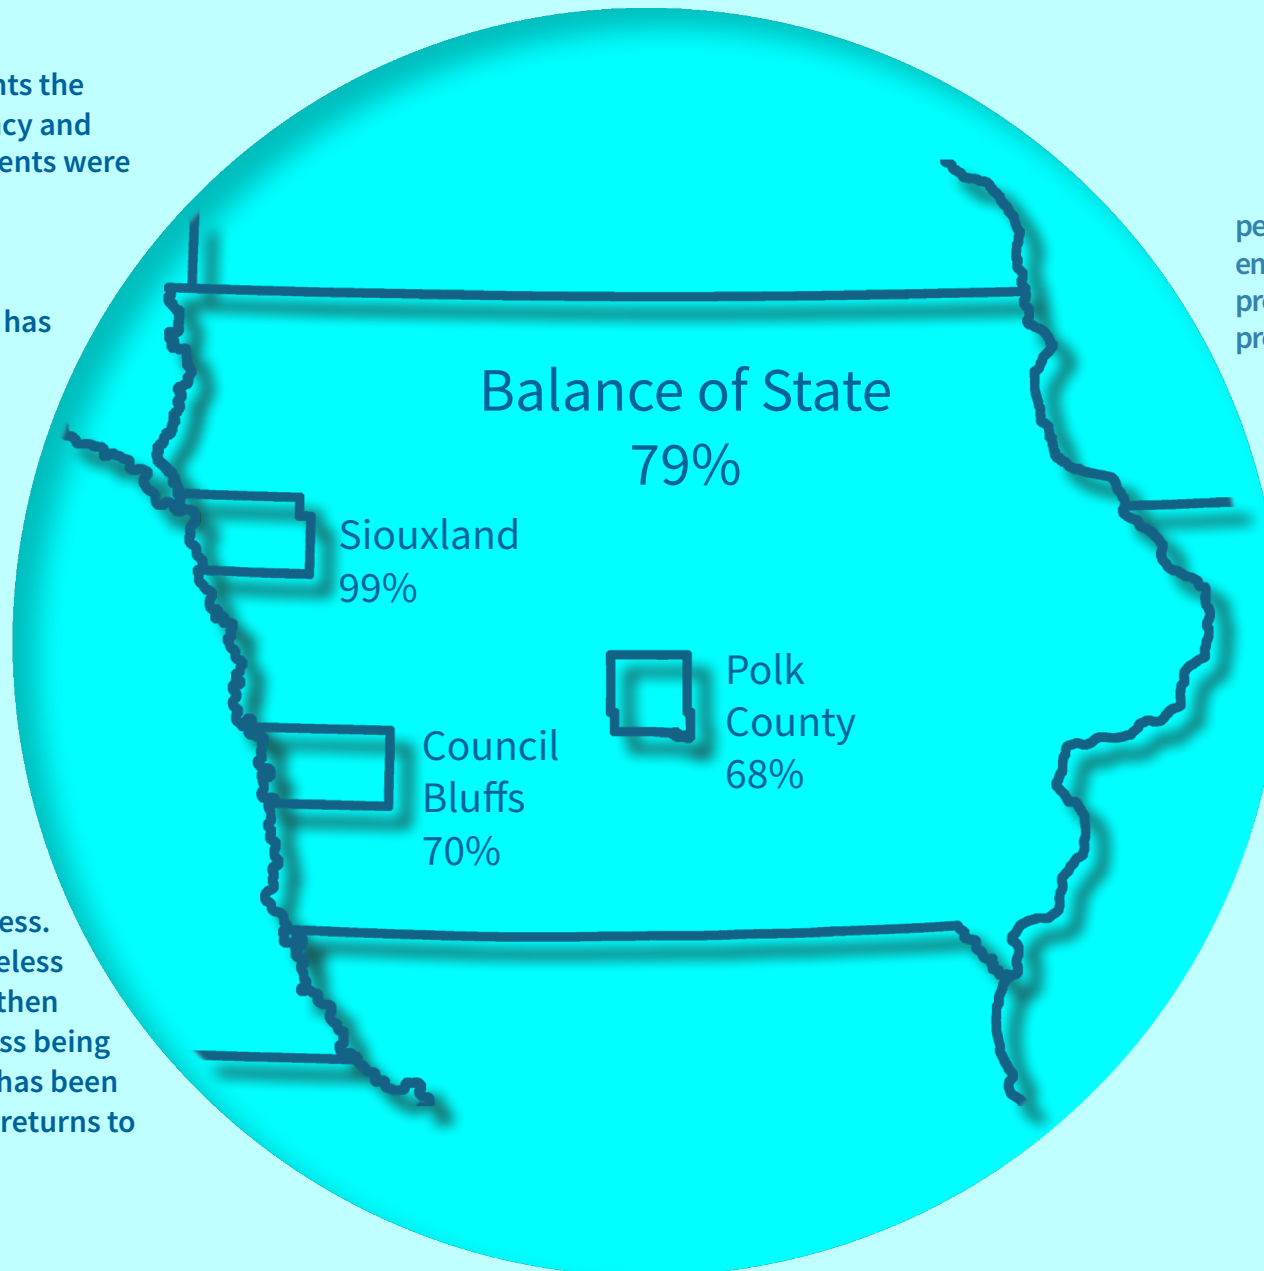 nts the
cy and
ents were
has
pe
en
pr
pr
Balance of State
79%
Siouxland
99%
Polk
County
68%
Council
Bluffs
70%
ess.
eless
then
ss being
has been
returns to